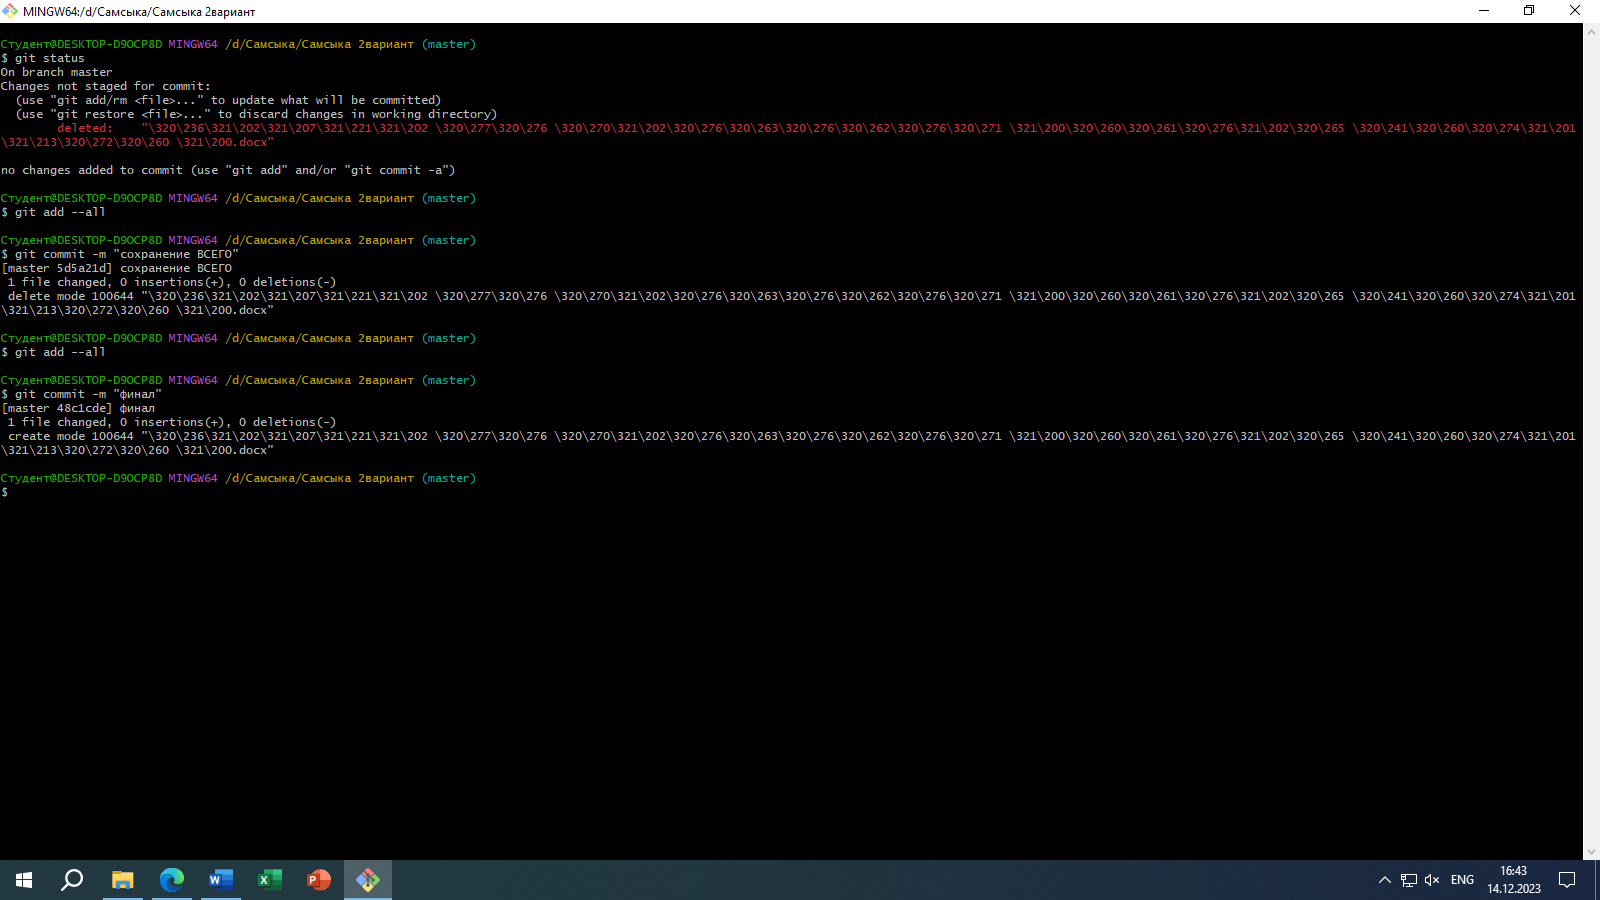 MINGW64:/d/Самсыка/Самсыка 2вариант
Студент@DESKTOP-D9OCP8D MINGW64 /d/Самсыка/Самсыка 2вариант (master)
$ git status
On branch master
Changes not staged for commit:
  (use "git add/rm <file>..." to update what will be committed)
  (use "git restore <file>..." to discard changes in working directory)
        deleted:    "\320\236\321\202\321\207\321\221\321\202 \320\277\320\276 \320\270\321\202\320\276\320\263\320\276\320\262\320\276\320\271 \321\200\320\260\320\261\320\276\321\202\320\265 \320\241\320\260\320\274\321\201
\321\213\320\272\320\260 \321\200.docx"
no changes added to commit (use "git add" and/or "git commit -a")
Студент@DESKTOP-D9OCP8D MINGW64 /d/Самсыка/Самсыка 2вариант (master)
$ git add --all
Студент@DESKTOP-D9OCP8D MINGW64 /d/Самсыка/Самсыка 2вариант (master)
$ git commit -m "сохранение ВСЕГО"
[master 5d5a21d] сохранение ВСЕГО
 1 file changed, 0 insertions(+), 0 deletions(-)
 delete mode 100644 "\320\236\321\202\321\207\321\221\321\202 \320\277\320\276 \320\270\321\202\320\276\320\263\320\276\320\262\320\276\320\271 \321\200\320\260\320\261\320\276\321\202\320\265 \320\241\320\260\320\274\321\201
\321\213\320\272\320\260 \321\200.docx"
Студент@DESKTOP-D9OCP8D MINGW64 /d/Самсыка/Самсыка 2вариант (master)
$ git add --all
Студент@DESKTOP-D9OCP8D MINGW64 /d/Самсыка/Самсыка 2вариант (master)
$ git commit -m "финал"
[master 48c1cde] финал
 1 file changed, 0 insertions(+), 0 deletions(-)
 create mode 100644 "\320\236\321\202\321\207\321\221\321\202 \320\277\320\276 \320\270\321\202\320\276\320\263\320\276\320\262\320\276\320\271 \321\200\320\260\320\261\320\276\321\202\320\265 \320\241\320\260\320\274\321\201
\321\213\320\272\320\260 \321\200.docx"
Студент@DESKTOP-D9OCP8D MINGW64 /d/Самсыка/Самсыка 2вариант (master)
$
ENG
16:43
14.12.2023